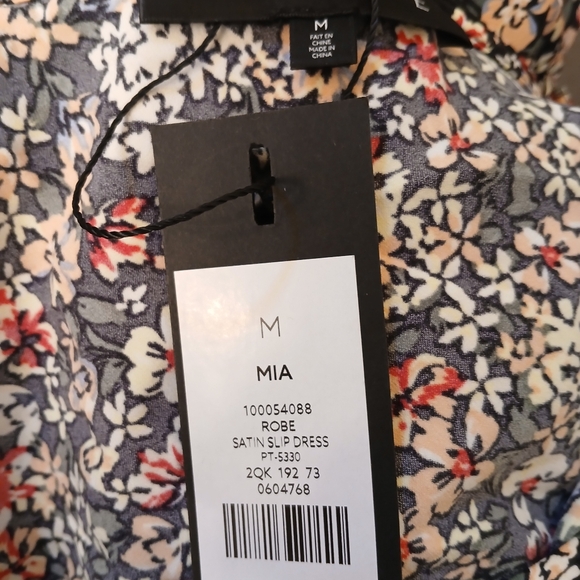 M
FAIT EN
CHINE
MADE IN
CHINA
M
MIA
100054088
ROBE
SATIN SLIP DRESS
PT-5330
2QK 192 73
0604768